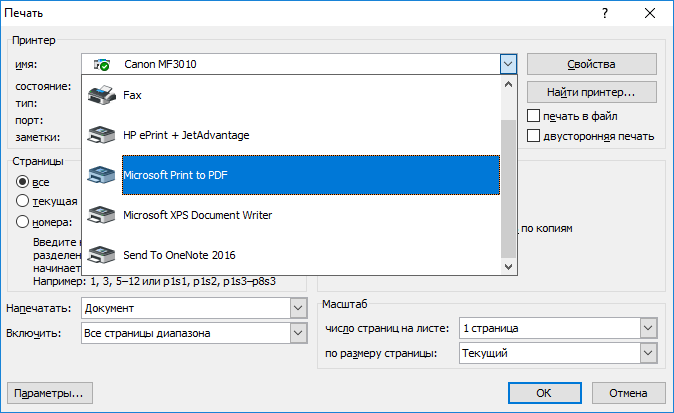 Печать
?
Принтер
имя:
Canon MF3010
Свойства
состояние:
Fax
Найти принтер...
тип:
печать в файл
порт:
HP ePrint + JetAdvantage
двусторонняя печать
заметки:
Страницы
Microsoft Print to PDF
все
текущая
Microsoft XPS Document Writer
номера:
по копиям
Введите
Send To OneNote 2016
Например: 1, 3, 5–12 или p1s1, p1s2, p1s3–p8s3
Напечатать:
Документ
Масштаб
Включить:
Все страницы диапазона
число страниц на листе:
1 страница
по размеру страницы:
Текущий
Параметры...
OK
Отмена